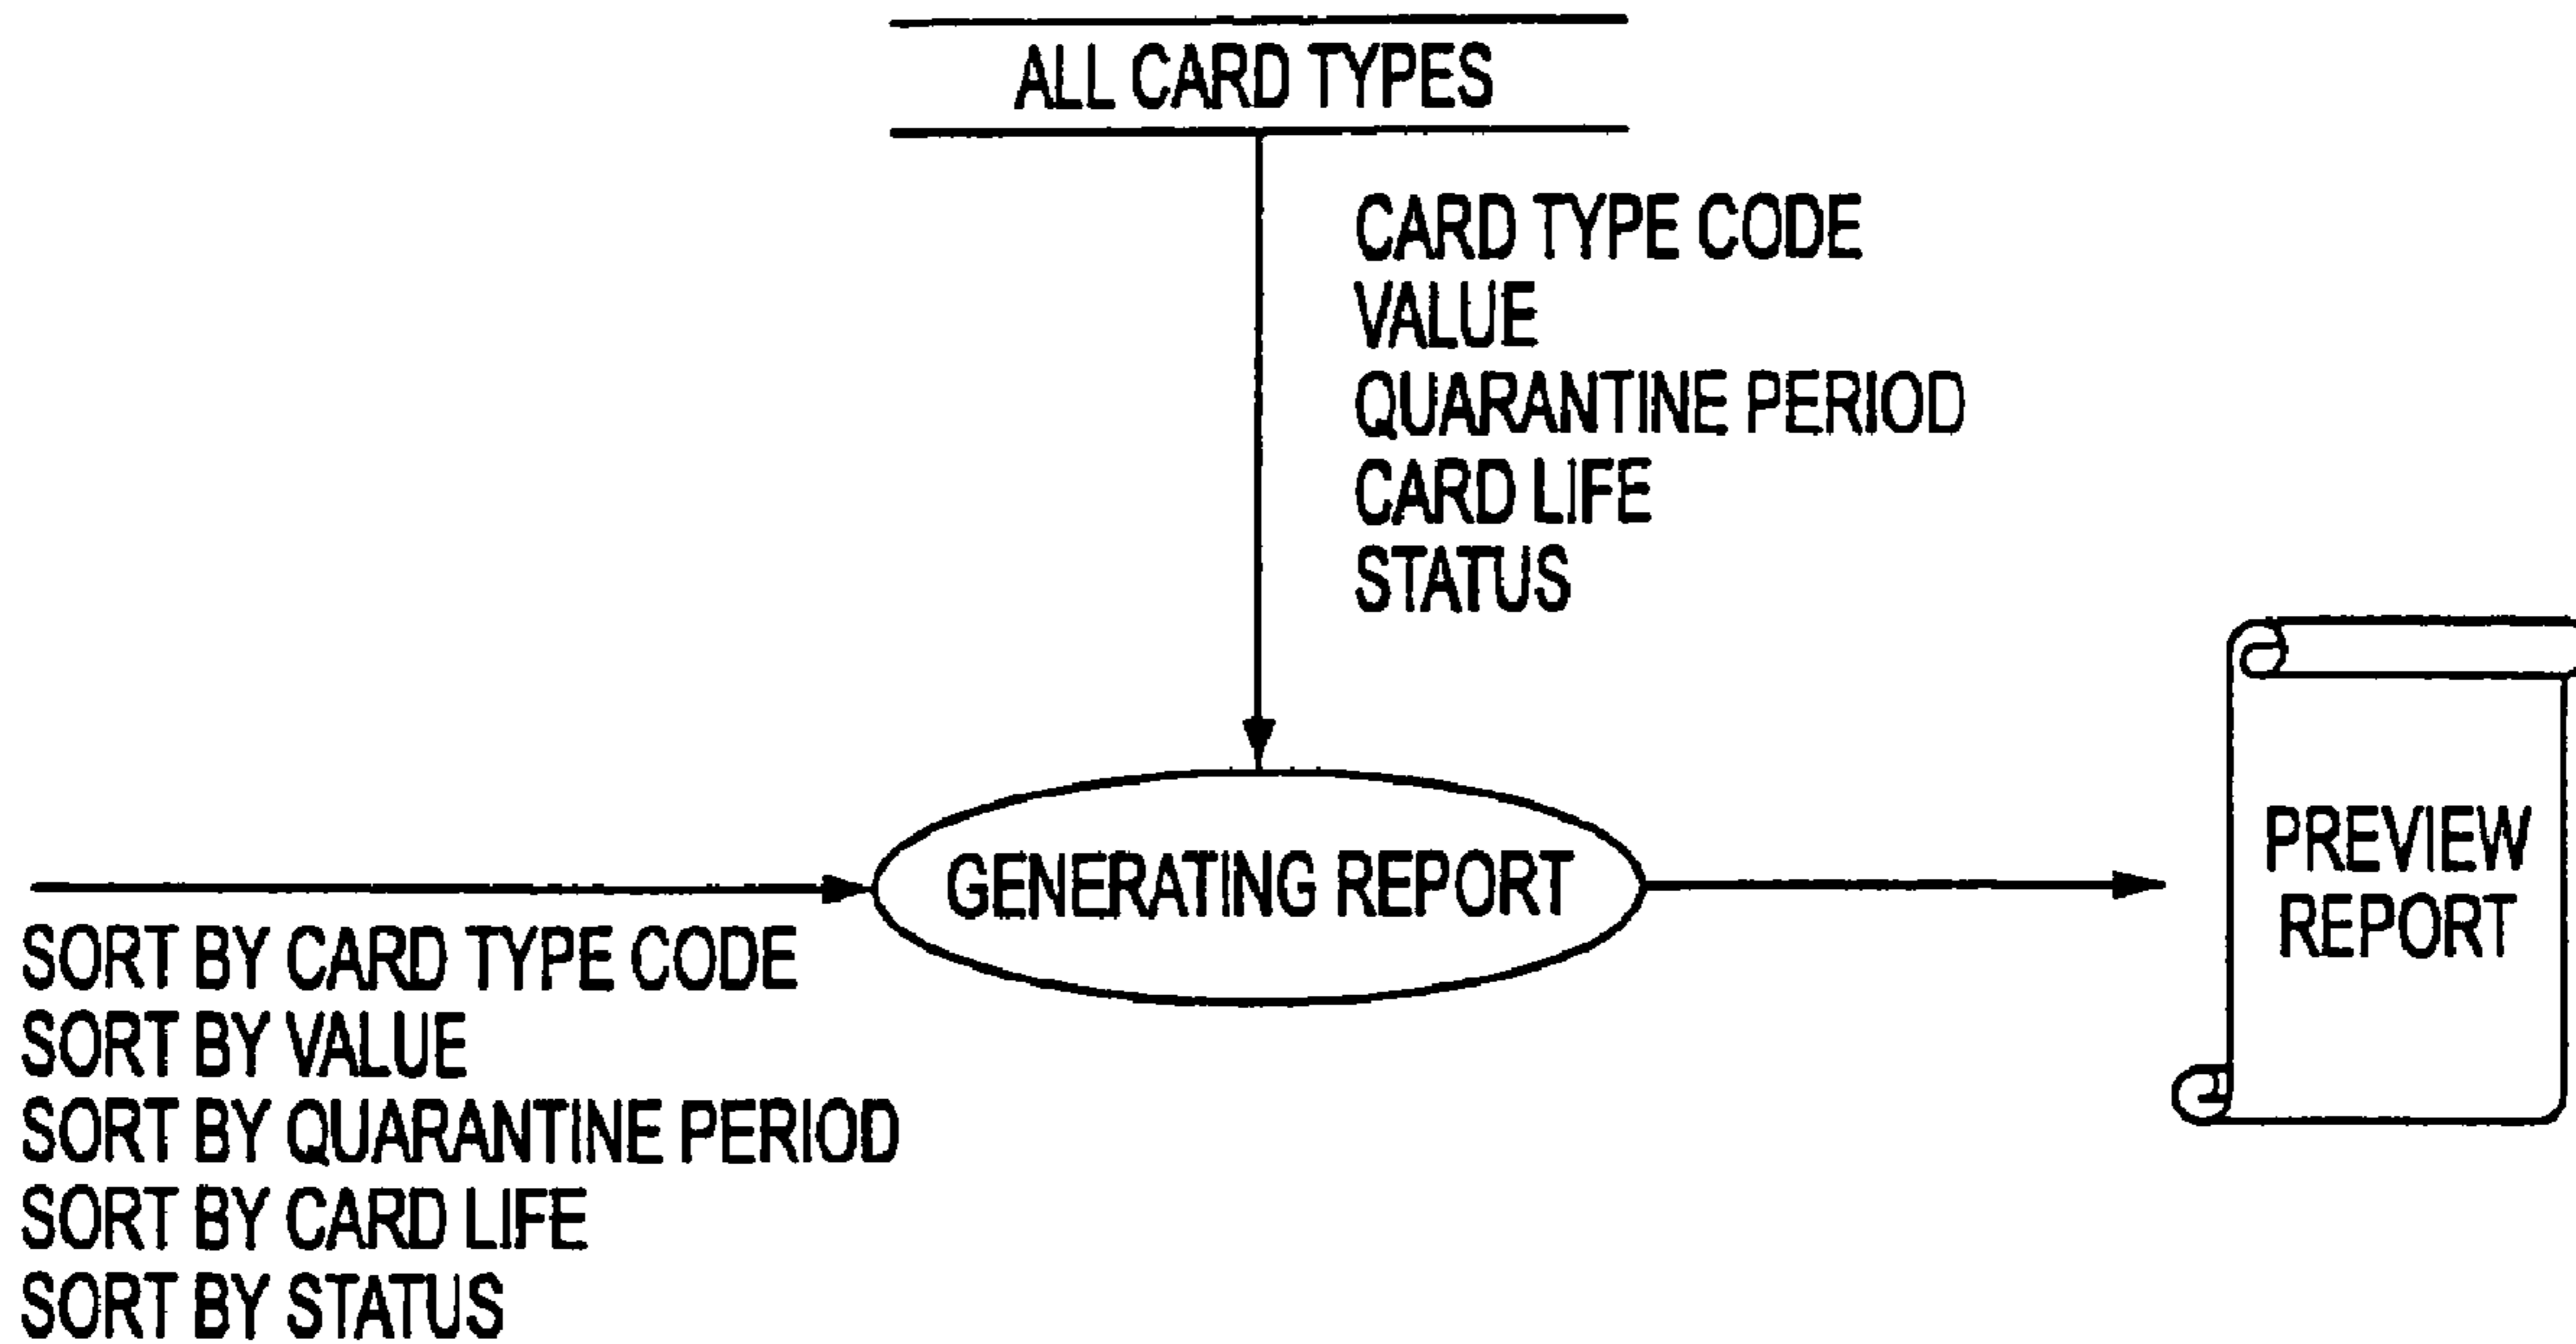 ALL CARD TYPES
CARD TYPE CODE
VALUE
QUARANTINE PERIOD
CARD LIFE
STATUS
GENERATING REPORT
PREVIEW
REPORT
SORT BY CARD TYPE CODE
SORT BY VALUE
SORT BY QUARANTINE PERIOD
SORT BY CARD LIFE
SORT BY STATUS